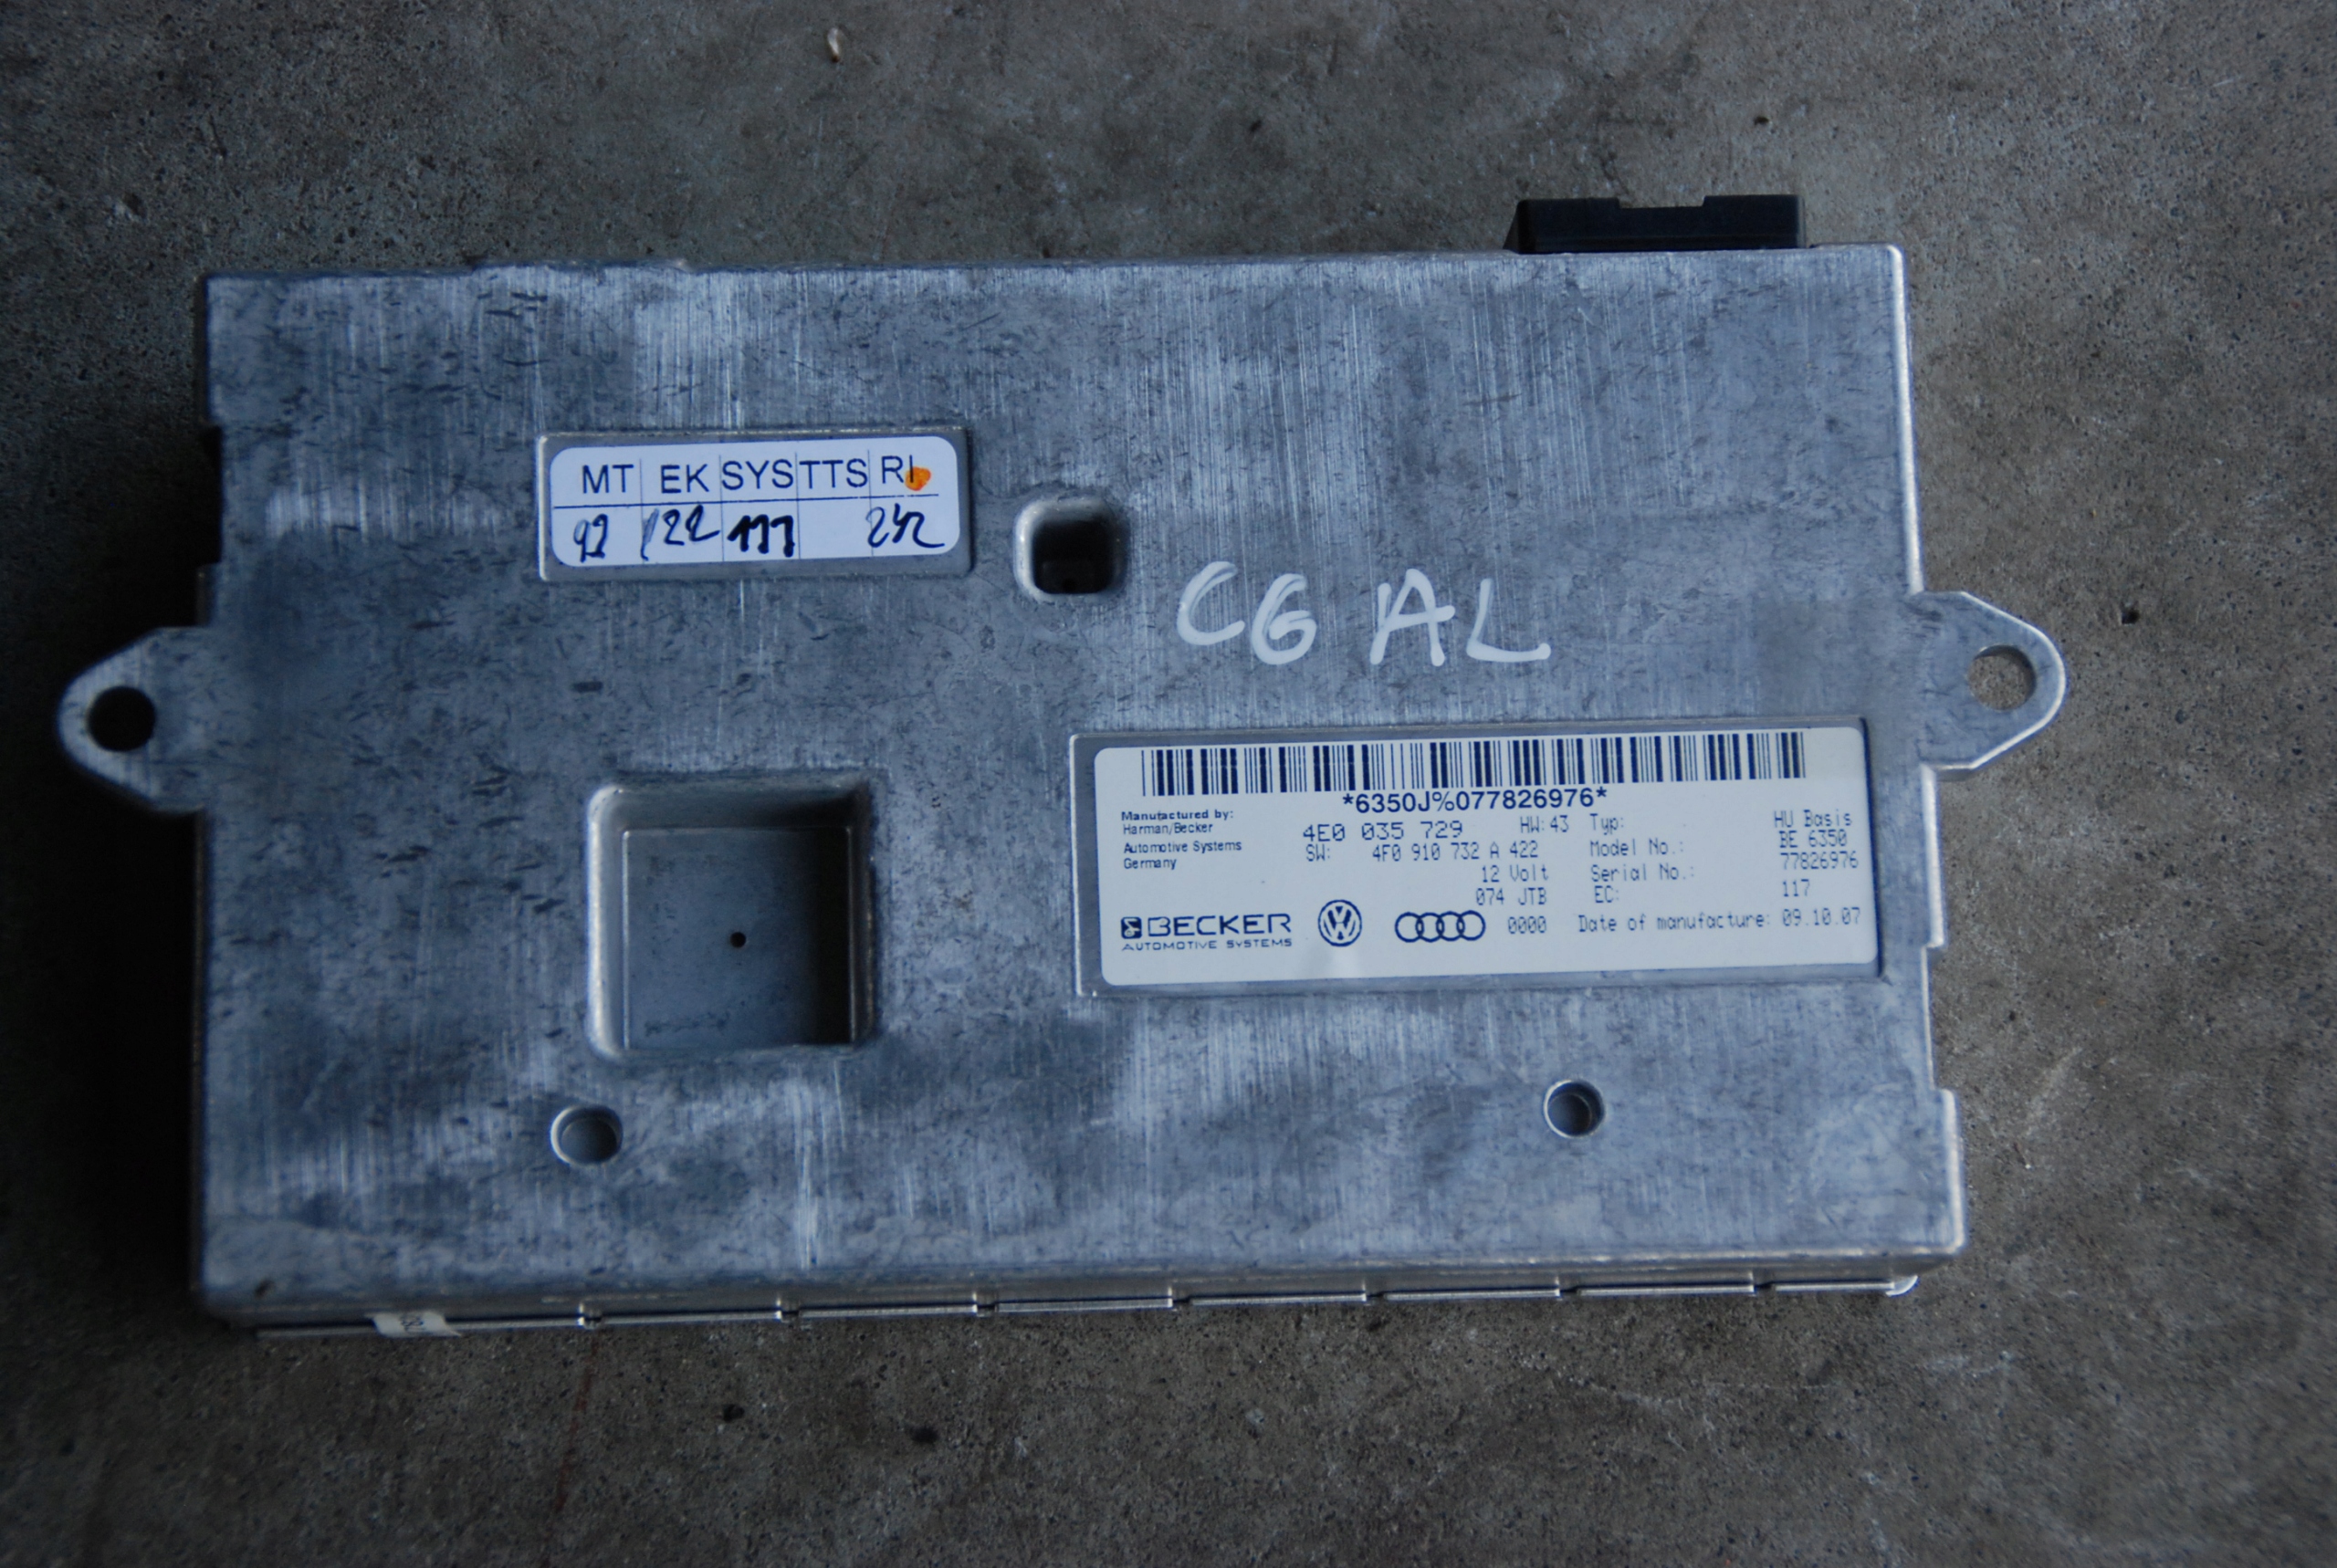 MT EK SYS TTS RI
92 122 111 242
CG AL
*6350J%077826976*
Manufactured by:
Harman/Becker
Automotive Systems
Germany
4E0 035 729 HW:43
SW: 4F0 910 732 A 422
12 Volt
074 JTB
0000
Typ: HU Basis
Model No.: BE 6350
Serial No.: 77826976
EC: 117
Date of manufacture: 09.10.07
BECKER
AUTOMOTIVE SYSTEMS